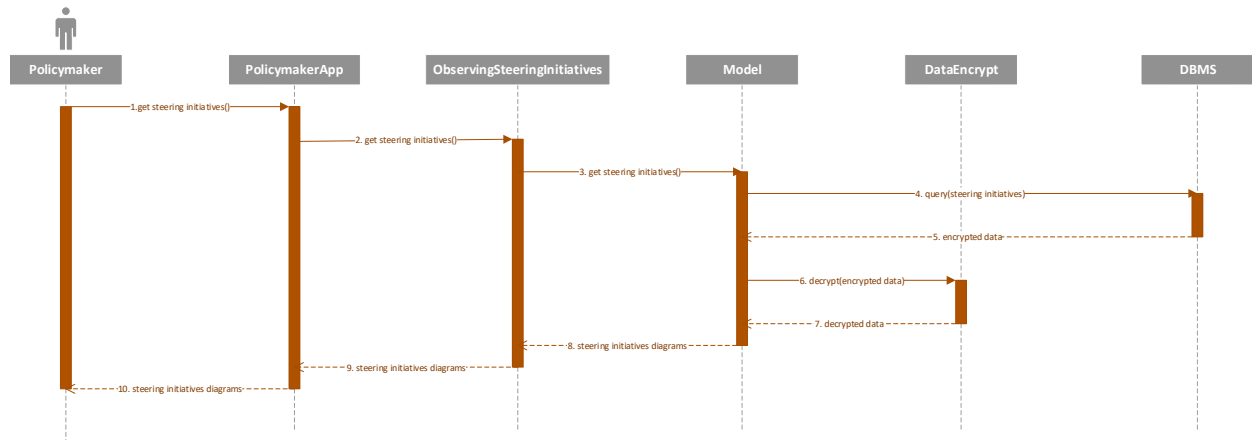 Policymaker
PolicymakerApp
ObservingSteeringInitiatives
Model
DataEncrypt
DBMS
1.get steering initiatives()
2. get steering initiatives()
3. get steering initiatives()
4. query(steering initiatives)
5. encrypted data
6. decrypt(encrypted data)
7. decrypted data
8. steering initiatives diagrams
9. steering initiatives diagrams
10. steering initiatives diagrams